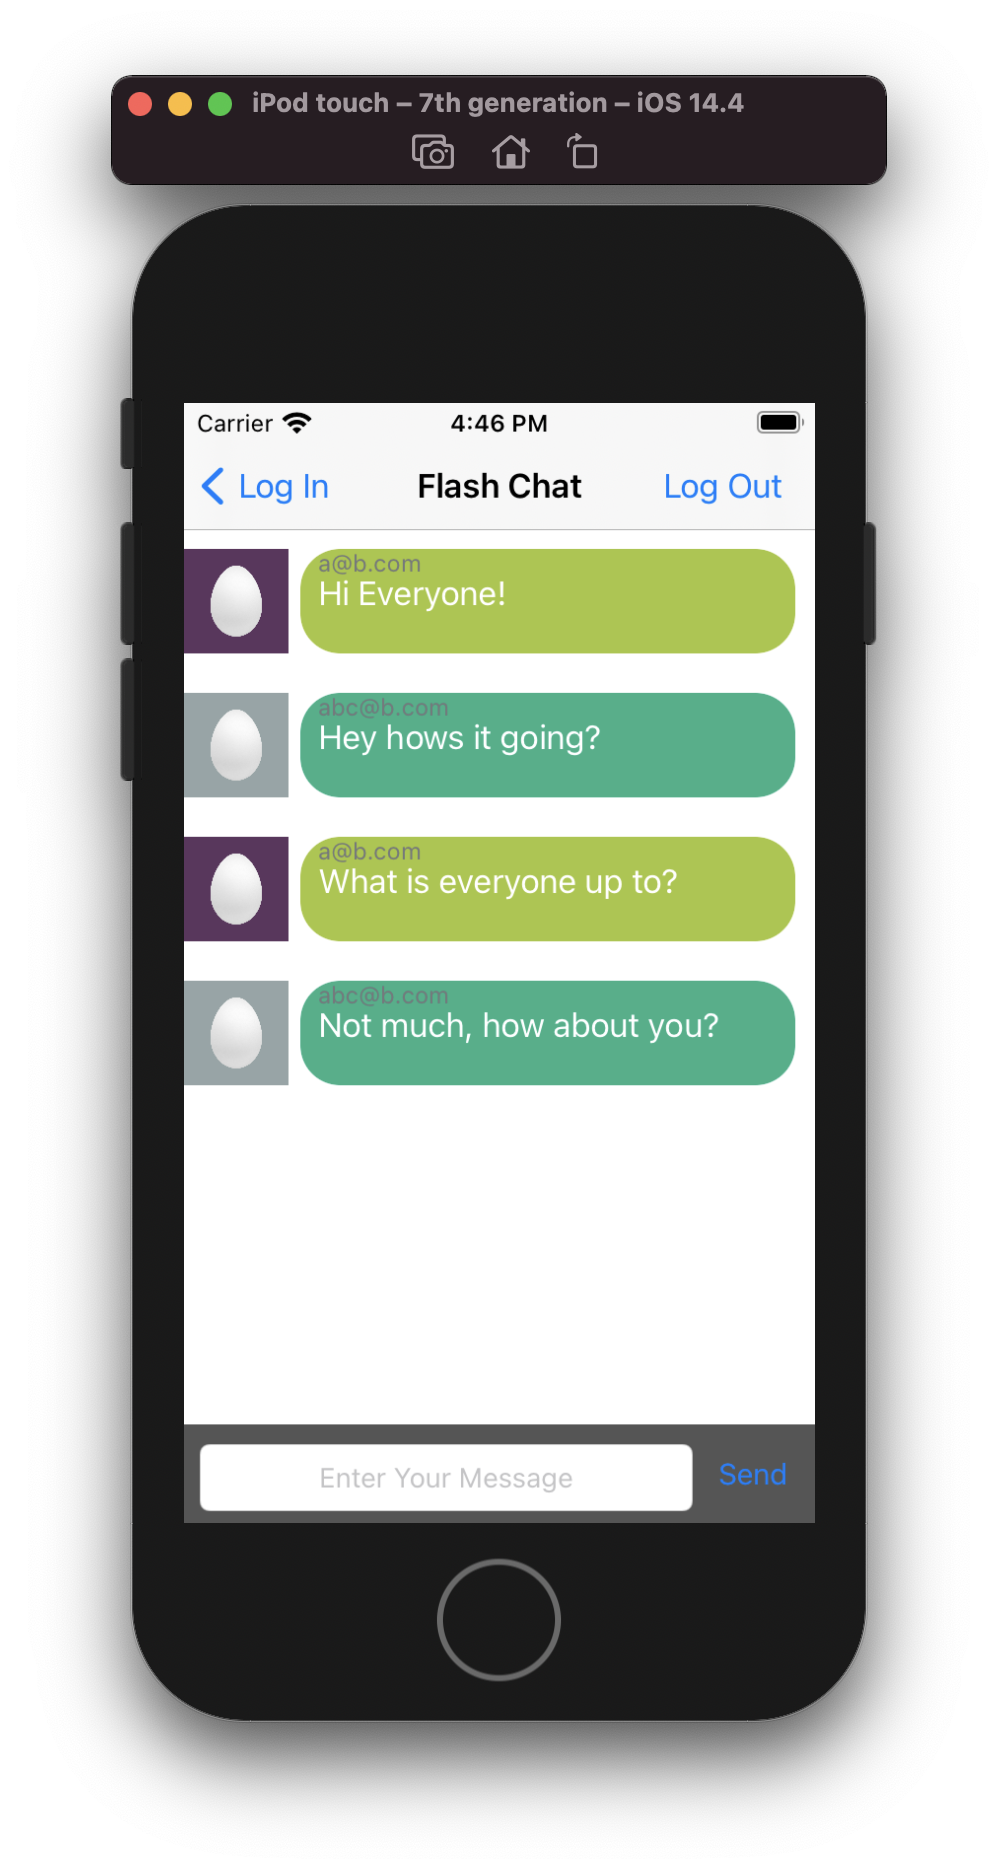 iPod touch – 7th generation – iOS 14.4
Carrier 4:46 PM
Log In Flash Chat Log Out
a@b.com
Hi Everyone!
abc@b.com
Hey hows it going?
a@b.com
What is everyone up to?
abc@b.com
Not much, how about you?
Enter Your Message Send